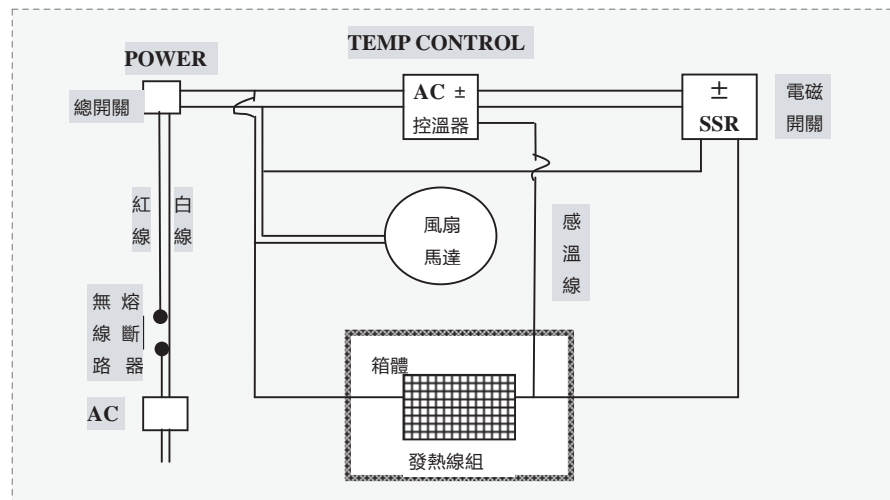 TEMP CONTROL
POWER
總開關
AC ±
控溫器
±
SSR
電磁
開關
紅線
白線
風扇
馬達
感溫線
無熔
線斷
路器
箱體
AC
發熱線組